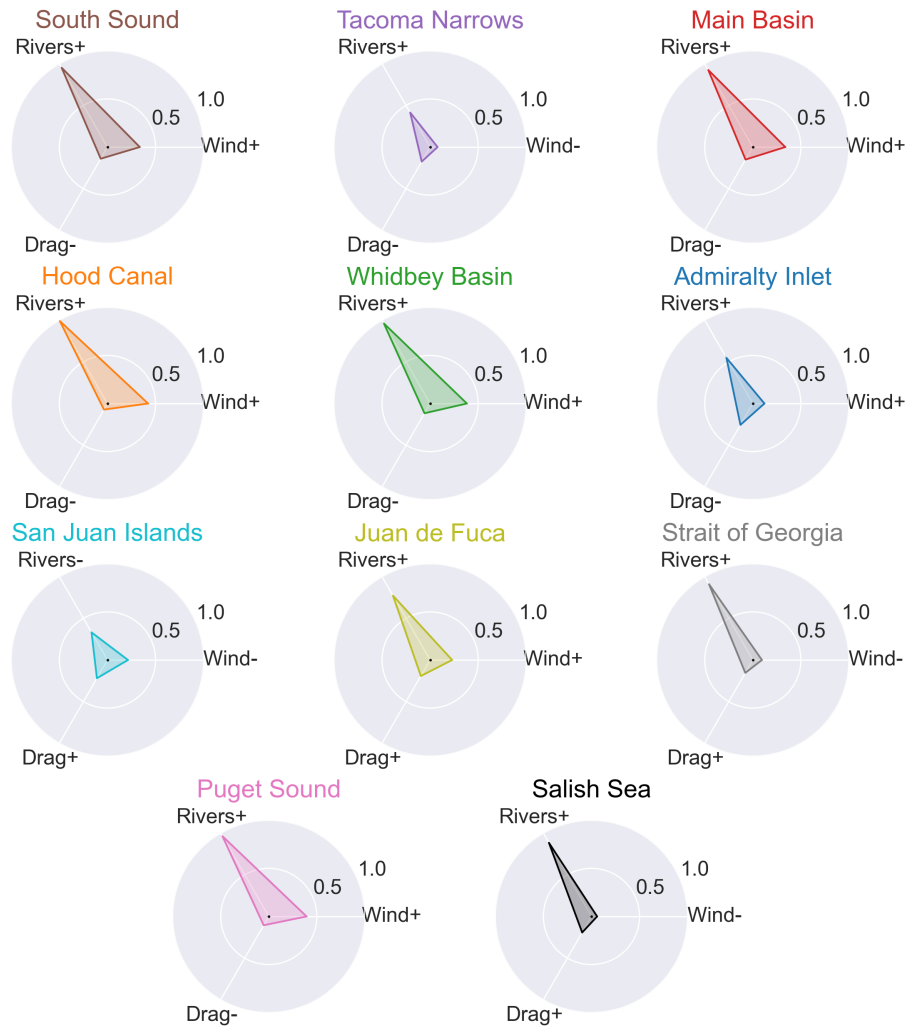 South Sound
Rivers+
1.0
0.5
Wind+
Drag-
Tacoma Narrows
Rivers+
1.0
0.5
Wind-
Drag-
Main Basin
Rivers+
1.0
0.5
Wind+
Drag-
Hood Canal
Rivers+
1.0
0.5
Wind+
Drag-
Whidbey Basin
Rivers+
1.0
0.5
Wind+
Drag-
Admiralty Inlet
Rivers+
1.0
0.5
Wind+
Drag-
San Juan Islands
Rivers-
1.0
0.5
Wind-
Drag+
Juan de Fuca
Rivers+
1.0
0.5
Wind+
Drag+
Strait of Georgia
Rivers+
1.0
0.5
Wind-
Drag+
Puget Sound
Rivers+
1.0
0.5
Wind+
Drag-
Salish Sea
Rivers+
1.0
0.5
Wind-
Drag+